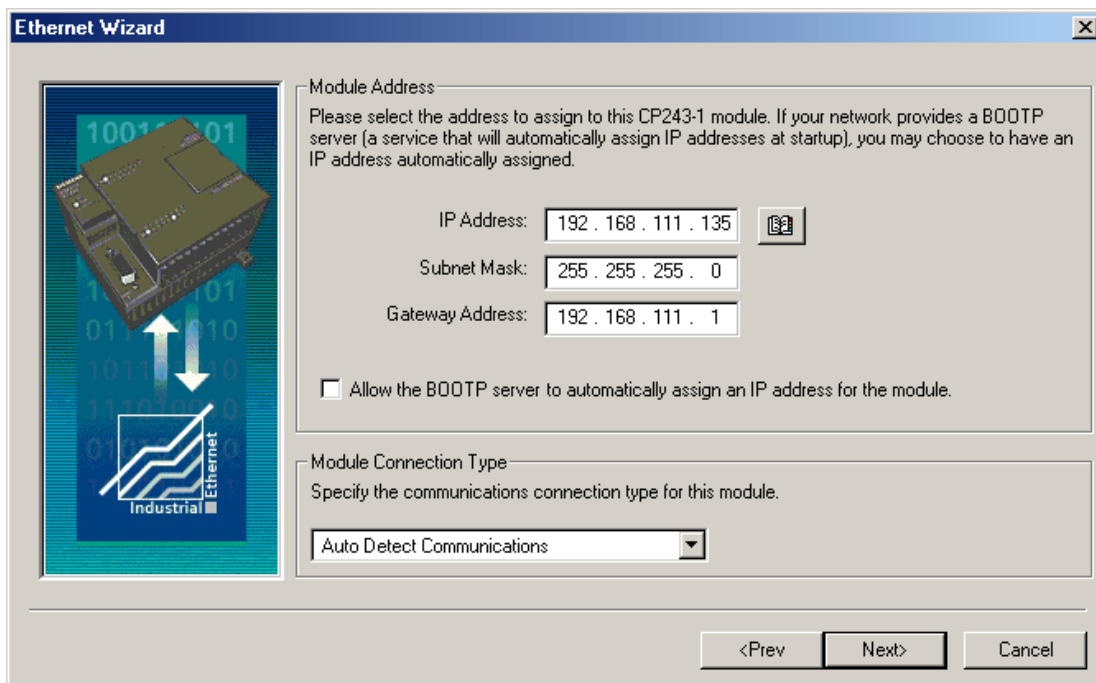 Ethernet Wizard
Module Address
Please select the address to assign to this CP243-1 module. If your network provides a BOOTP
server (a service that will automatically assign IP addresses at startup), you may choose to have an
IP address automatically assigned.
IP Address: 192 . 168 . 111 . 135
Subnet Mask: 255 . 255 . 255 . 0
Gateway Address: 192 . 168 . 111 . 1
Allow the BOOTP server to automatically assign an IP address for the module.
Module Connection Type
Specify the communications connection type for this module.
Auto Detect Communications
Industrial
Ethernet
<Prev
Next>
Cancel